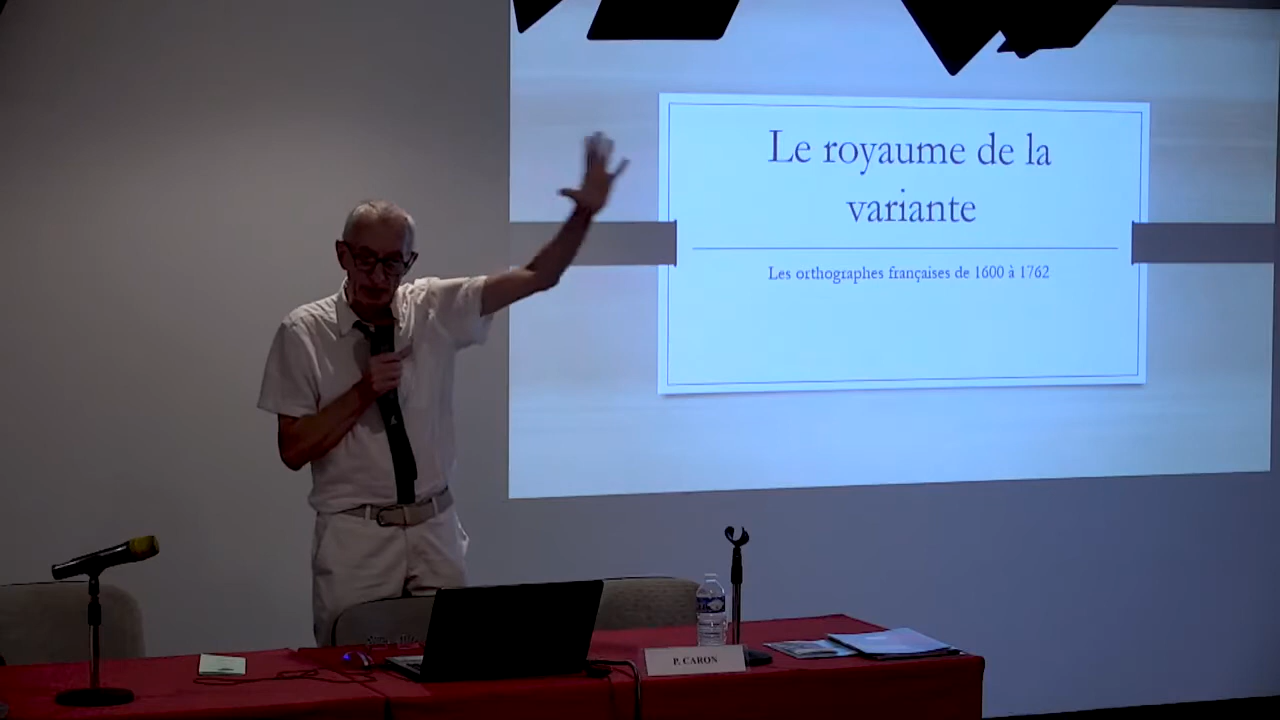 Le royaume de la
variante
Les orthographes françaises de 1600 à 1762
P. CARON